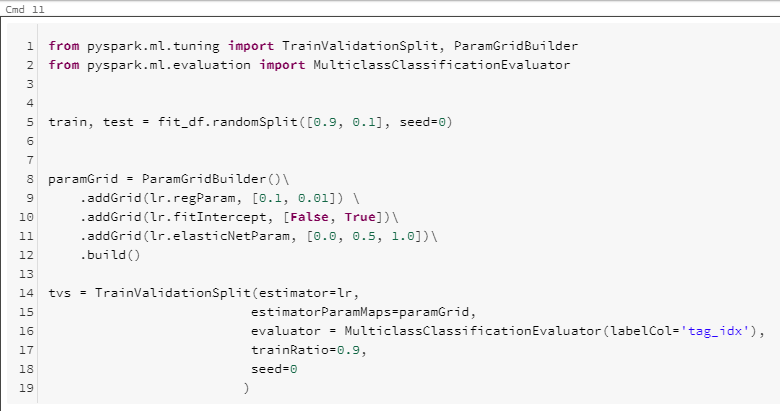 Cmd 11
1 from pyspark.ml.tuning import TrainValidationSplit, ParamGridBuilder
2 from pyspark.ml.evaluation import MulticlassClassificationEvaluator
3
4
5 train, test = fit_df.randomSplit([0.9, 0.1], seed=0)
6
7
8 paramGrid = ParamGridBuilder()\
9     .addGrid(lr.regParam, [0.1, 0.01]) \
10     .addGrid(lr.fitIntercept, [False, True])\
11     .addGrid(lr.elasticNetParam, [0.0, 0.5, 1.0])\
12     .build()
13
14 tvs = TrainValidationSplit(estimator=lr,
15                           estimatorParamMaps=paramGrid,
16                           evaluator = MulticlassClassificationEvaluator(labelCol='tag_idx'),
17                           trainRatio=0.9,
18                           seed=0
19                          )